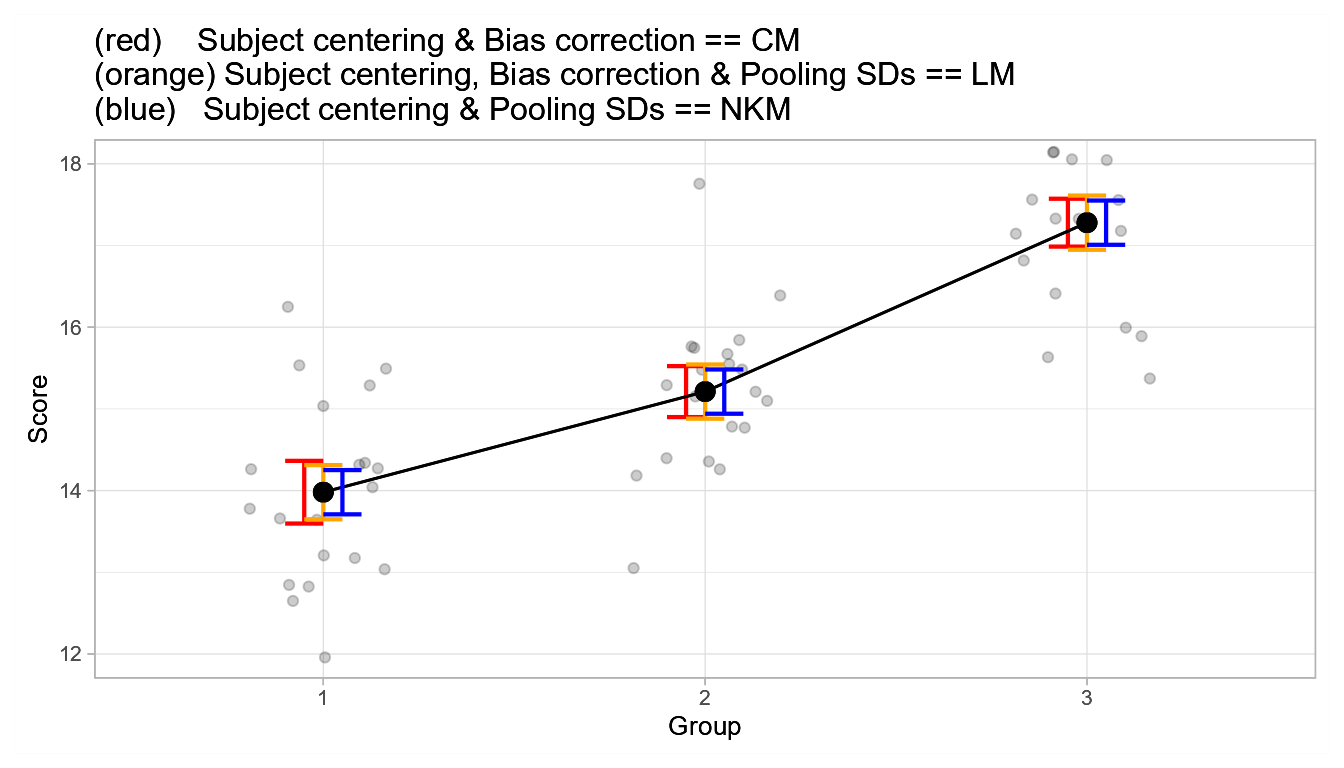 (red)    Subject centering & Bias correction == CM
(orange) Subject centering, Bias correction & Pooling SDs == LM
(blue)   Subject centering & Pooling SDs == NKM
18
16
14
12
Score
1 2 3
Group